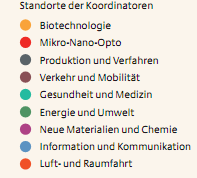 Standorte der Koordinatoren
Biotechnologie
Mikro-Nano-Opto
Produktion und Verfahren
Verkehr und Mobilität
Gesundheit und Medizin
Energie und Umwelt
Neue Materialien und Chemie
Information und Kommunikation
Luft- und Raumfahrt